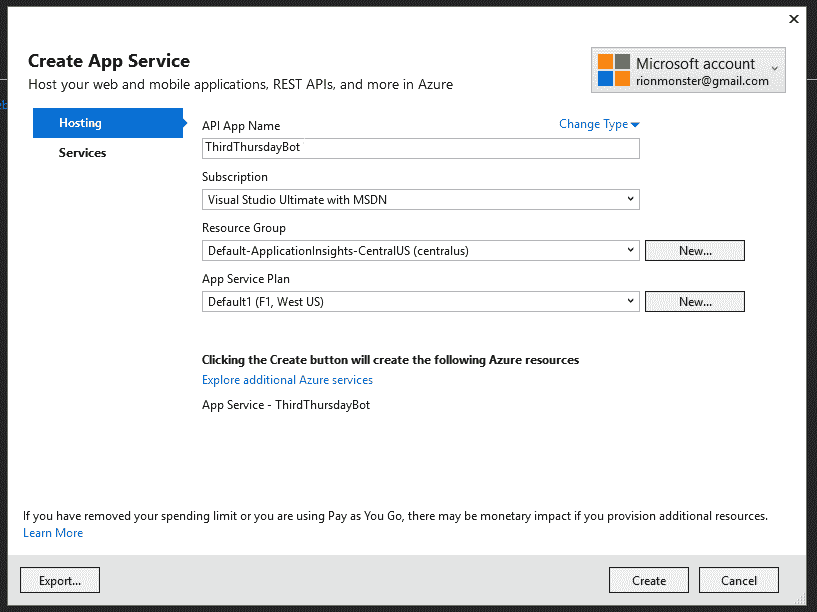 Create App Service
Host your web and mobile applications, REST APIs, and more in Azure
Microsoft account
rionmonster@gmail.com
Hosting
Services
API App Name
Change Type
ThirdThursdayBot
Subscription
Visual Studio Ultimate with MSDN
Resource Group
Default-ApplicationInsights-CentralUS (centralus)
New...
App Service Plan
Default1 (F1, West US)
New...
Clicking the Create button will create the following Azure resources
Explore additional Azure services
App Service - ThirdThursdayBot
If you have removed your spending limit or you are using Pay as You Go, there may be monetary impact if you provision additional resources.
Learn More
Export...
Create
Cancel